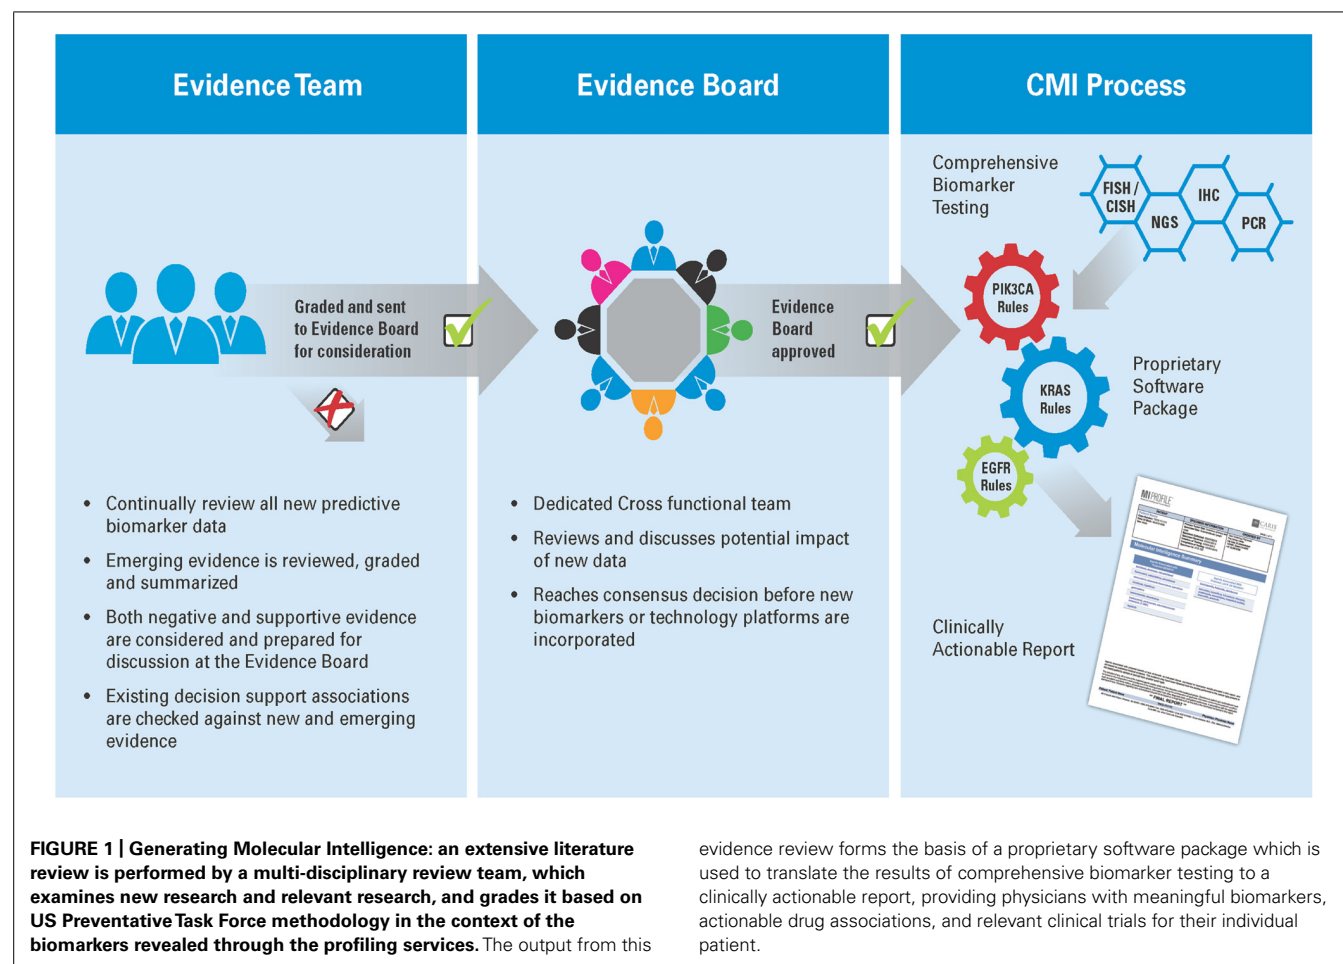 Evidence Team
Evidence Board
CMI Process
Graded and sent
to Evidence Board
for consideration
Evidence
Board
approved
Comprehensive
Biomarker
Testing
FISH /
CISH
NGS
IHC
PCR
PIK3CA
Rules
KRAS
Rules
EGFR
Rules
Proprietary
Software
Package
Clinically
Actionable Report
MI PROFILE
CARIS
Molecular Intelligence Summary
FINAL REPORT
• Continually review all new predictive
biomarker data
• Emerging evidence is reviewed, graded
and summarized
• Both negative and supportive evidence
are considered and prepared for
discussion at the Evidence Board
• Existing decision support associations
are checked against new and emerging
evidence
• Dedicated Cross functional team
• Reviews and discusses potential impact
of new data
• Reaches consensus decision before new
biomarkers or technology platforms are
incorporated
FIGURE 1 | Generating Molecular Intelligence: an extensive literature
review is performed by a multi-disciplinary review team, which
examines new research and relevant research, and grades it based on
US Preventative Task Force methodology in the context of the
biomarkers revealed through the profiling services. The output from this
evidence review forms the basis of a proprietary software package which is
used to translate the results of comprehensive biomarker testing to a
clinically actionable report, providing physicians with meaningful biomarkers,
actionable drug associations, and relevant clinical trials for their individual
patient.